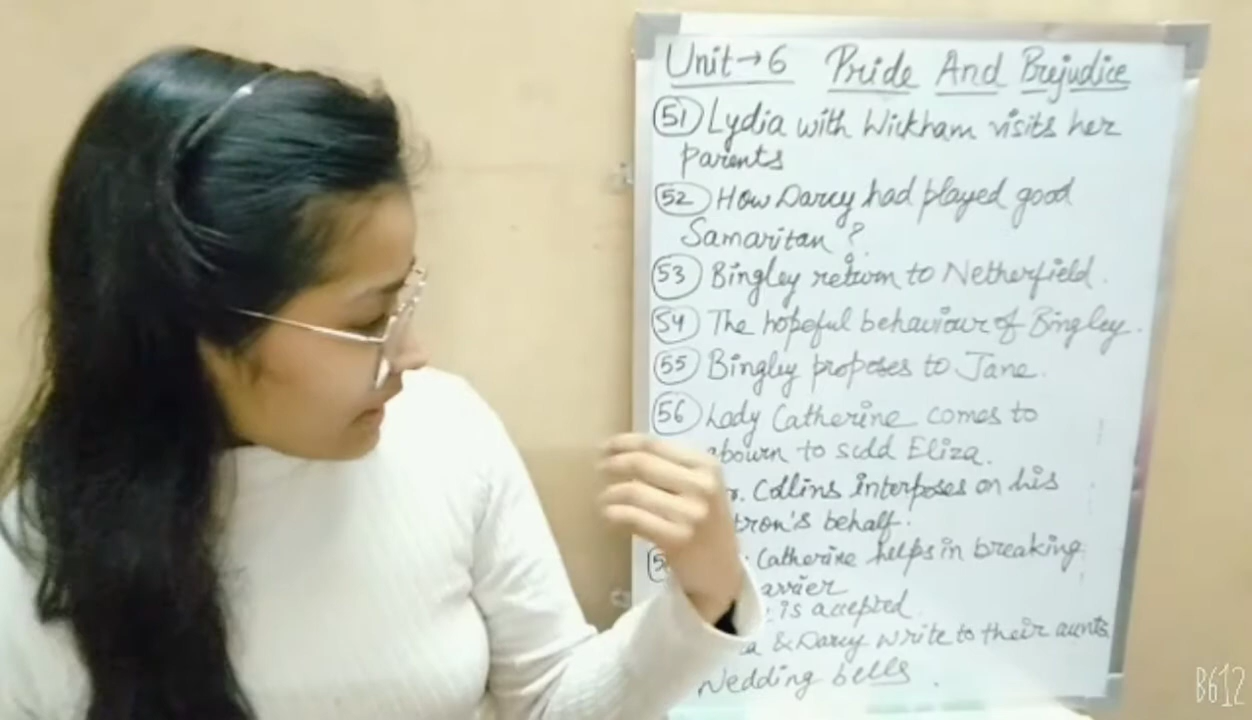 Unit→6 Pride And Prejudice
51 Lydia with Wickham visits her
parents
52 How Darcy had played good
Samaritan?
53 Bingley return to Netherfield.
54 The hopeful behaviour of Bingley.
55 Bingley proposes to Jane.
56 Lady Catherine comes to
to Eliza.
Collins interposes on his
behalf.
Catherine helps in breaking
is accepted.
& Darcy write to their aunts
Wedding bells.
B612